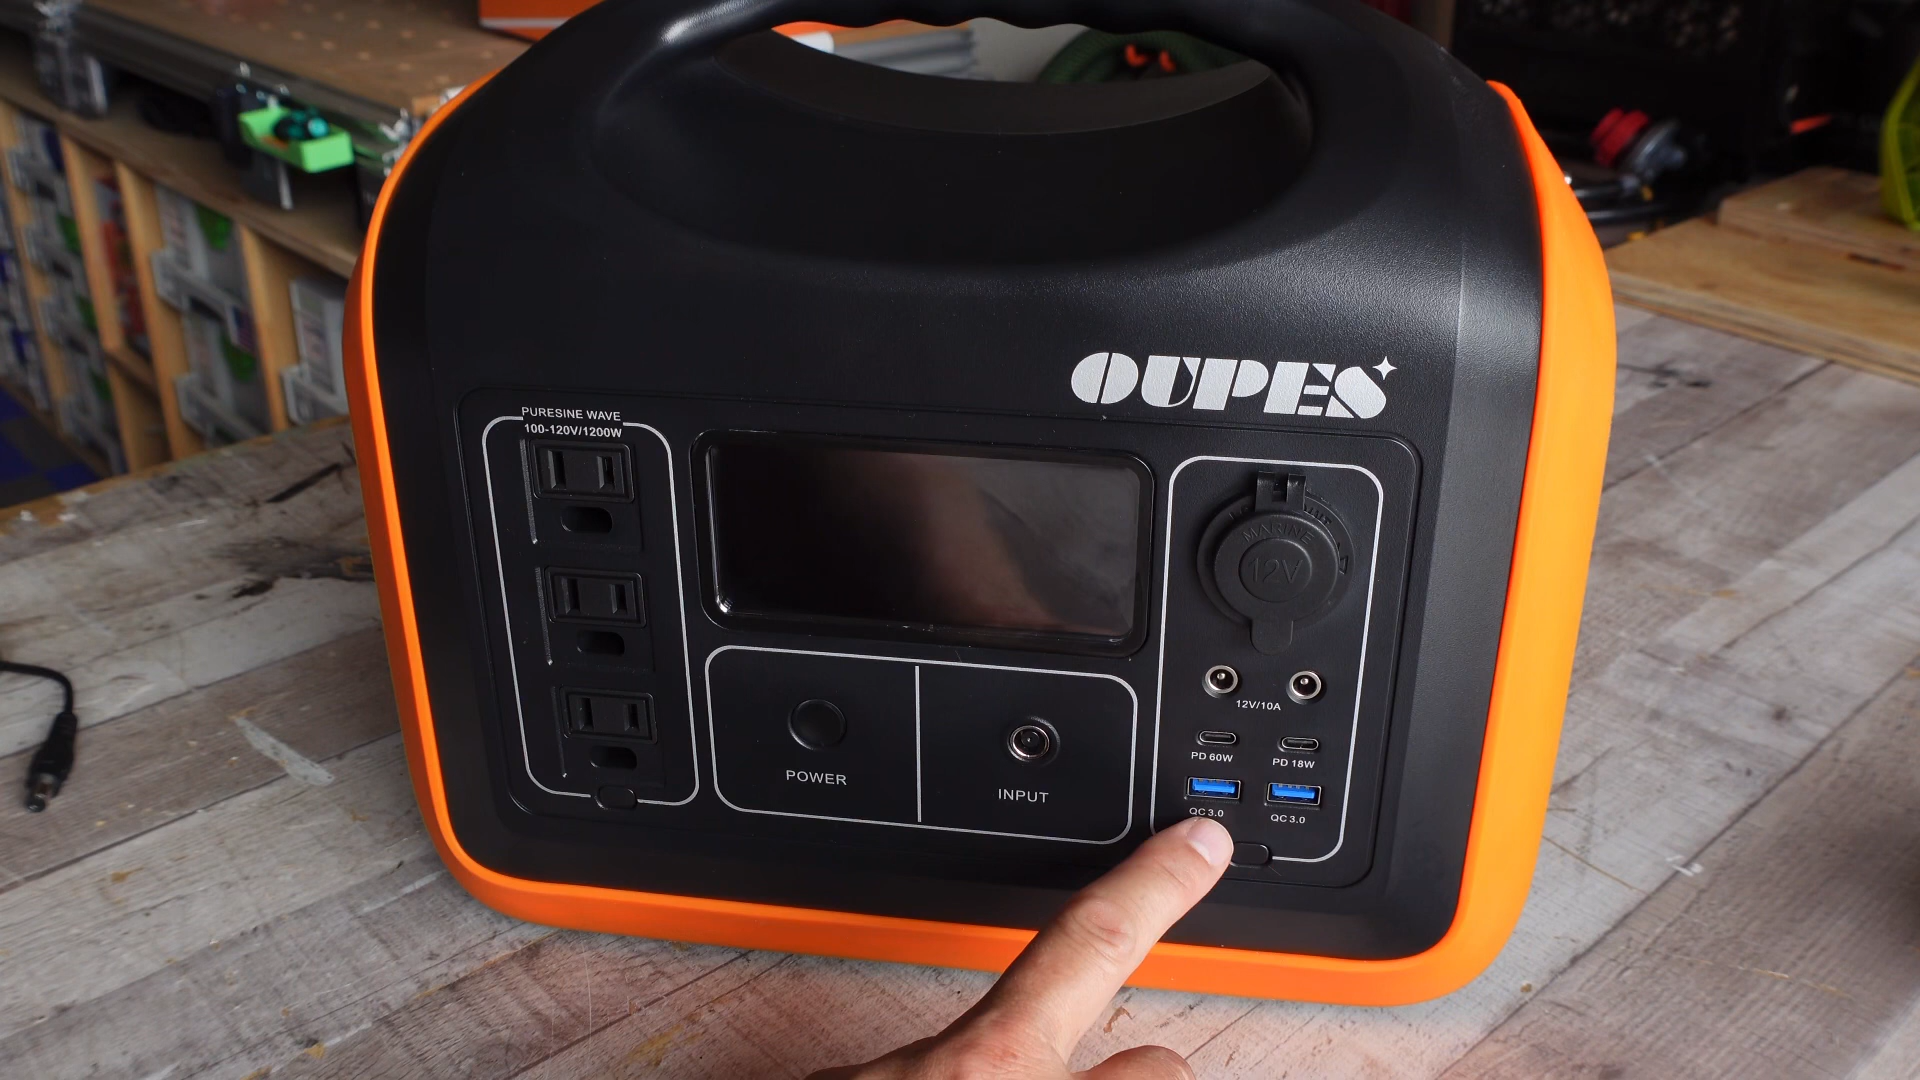 OUPES
PURESINE WAVE
100-120V/1200W
MARINE
12V
12V/10A
PD 60W
PD 18W
POWER
INPUT
QC 3.0
QC 3.0